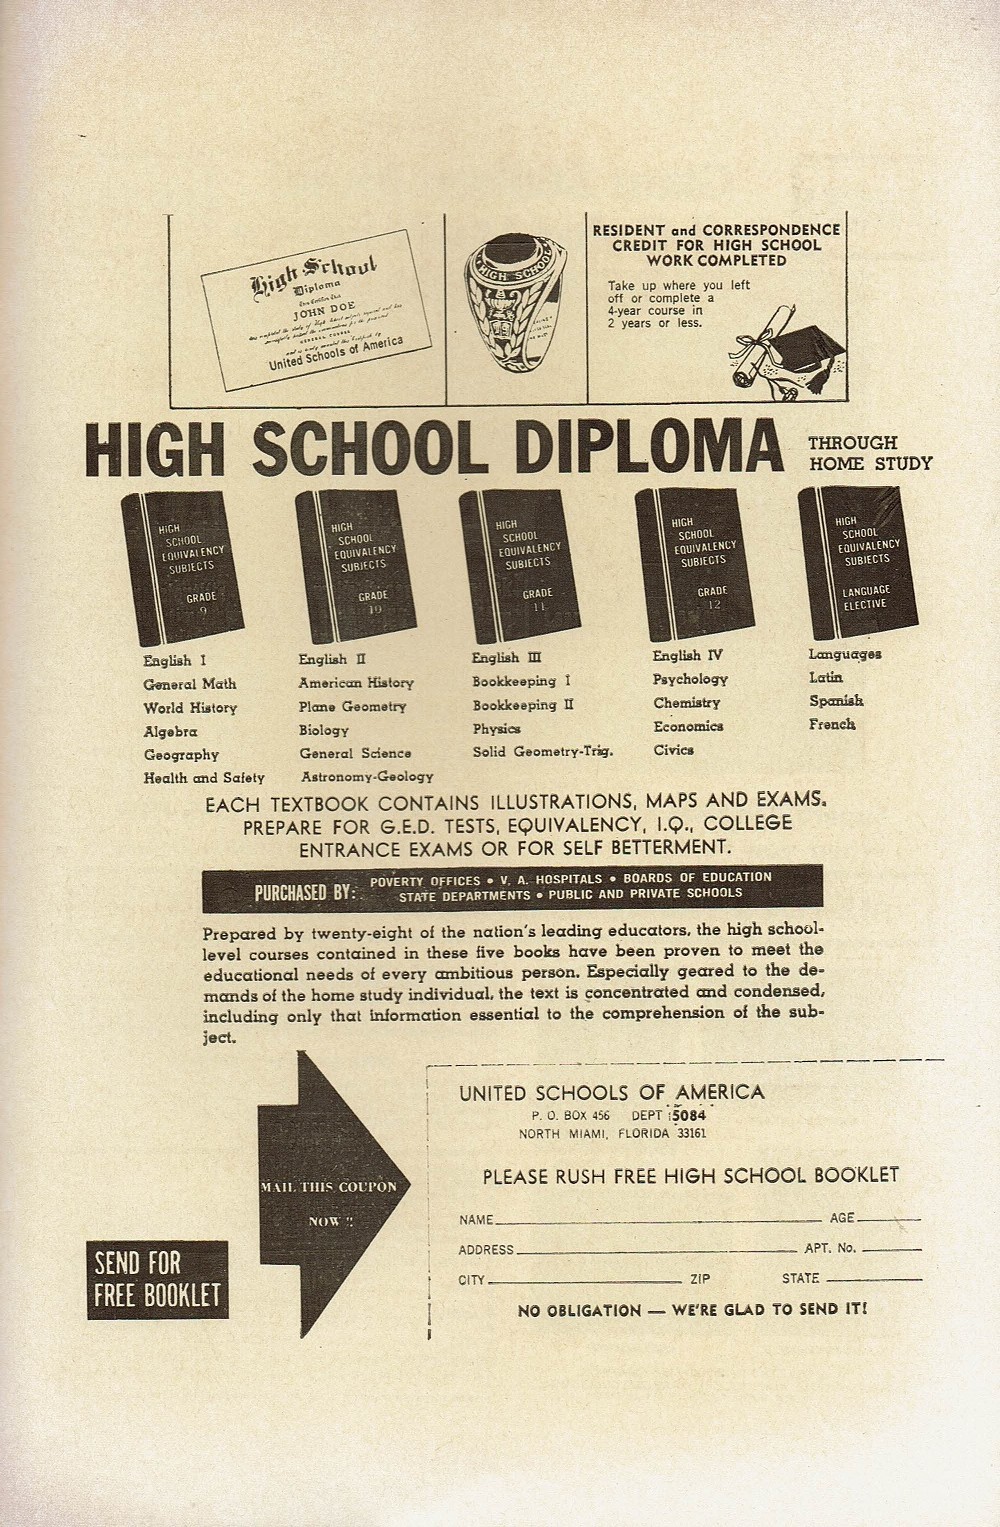 High School
Diploma
This Certifies That
JOHN DOE
GENERAL COURSE
United Schools of America
HIGH SCHOOL
RESIDENT and CORRESPONDENCE
CREDIT FOR HIGH SCHOOL
WORK COMPLETED
Take up where you left
off or complete a
4-year course in
2 years or less.
HIGH SCHOOL DIPLOMA
THROUGH
HOME STUDY
HIGH
SCHOOL
EQUIVALENCY
SUBJECTS
GRADE
9
English I
General Math
World History
Algebra
Geography
Health and Safety
HIGH
SCHOOL
EQUIVALENCY
SUBJECTS
GRADE
10
English II
American History
Plane Geometry
Biology
General Science
Astronomy-Geology
HIGH
SCHOOL
EQUIVALENCY
SUBJECTS
GRADE
11
English III
Bookkeeping I
Bookkeeping II
Physics
Solid Geometry-Trig.
HIGH
SCHOOL
EQUIVALENCY
SUBJECTS
GRADE
12
English IV
Psychology
Chemistry
Economics
Civics
HIGH
SCHOOL
EQUIVALENCY
SUBJECTS
LANGUAGE
ELECTIVE
Languages
Latin
Spanish
French
EACH TEXTBOOK CONTAINS ILLUSTRATIONS, MAPS AND EXAMS.
PREPARE FOR G.E.D. TESTS, EQUIVALENCY, I.Q., COLLEGE
ENTRANCE EXAMS OR FOR SELF BETTERMENT.
PURCHASED BY: POVERTY OFFICES • V. A. HOSPITALS • BOARDS OF EDUCATION
STATE DEPARTMENTS • PUBLIC AND PRIVATE SCHOOLS
Prepared by twenty-eight of the nation's leading educators, the high school-
level courses contained in these five books have been proven to meet the
educational needs of every ambitious person. Especially geared to the de-
mands of the home study individual, the text is concentrated and condensed,
including only that information essential to the comprehension of the sub-
ject.
MAIL THIS COUPON
NOW !!
SEND FOR
FREE BOOKLET
UNITED SCHOOLS OF AMERICA
P. O. BOX 456 DEPT 5084
NORTH MIAMI, FLORIDA 33161
PLEASE RUSH FREE HIGH SCHOOL BOOKLET
NAME AGE
ADDRESS APT. No.
CITY ZIP STATE
NO OBLIGATION — WE'RE GLAD TO SEND IT!